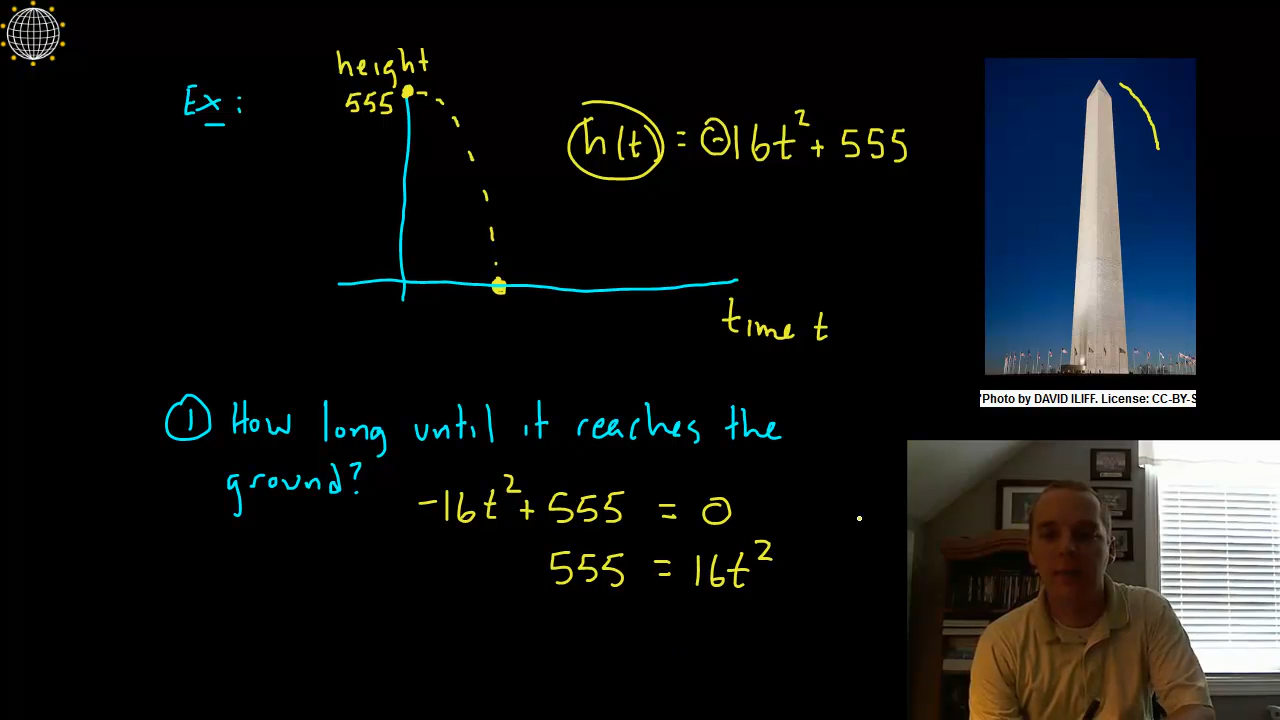 height
Ex:
555
h(t) = -16t²+ 555
time t
"Photo by DAVID ILIFF. License: CC-BY-S
① How long until it reaches the
ground?
-16t²+ 555 = 0
555 = 16t²